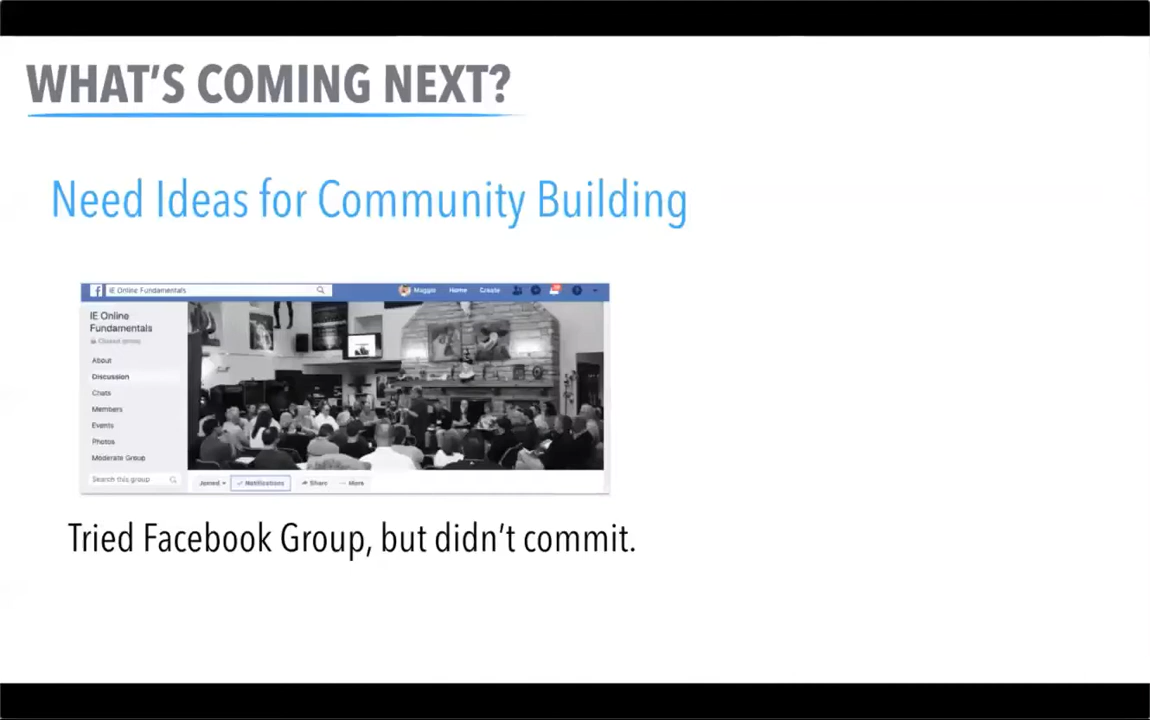 WHAT'S COMING NEXT?
Need Ideas for Community Building
IE Online Fundamentals
Maggie Home Create
IE Online
Fundamentals
Closed group
About
Discussion
Chats
Members
Events
Photos
Moderate Group
Search this group
Joined Notifications Share More
Tried Facebook Group, but didn't commit.